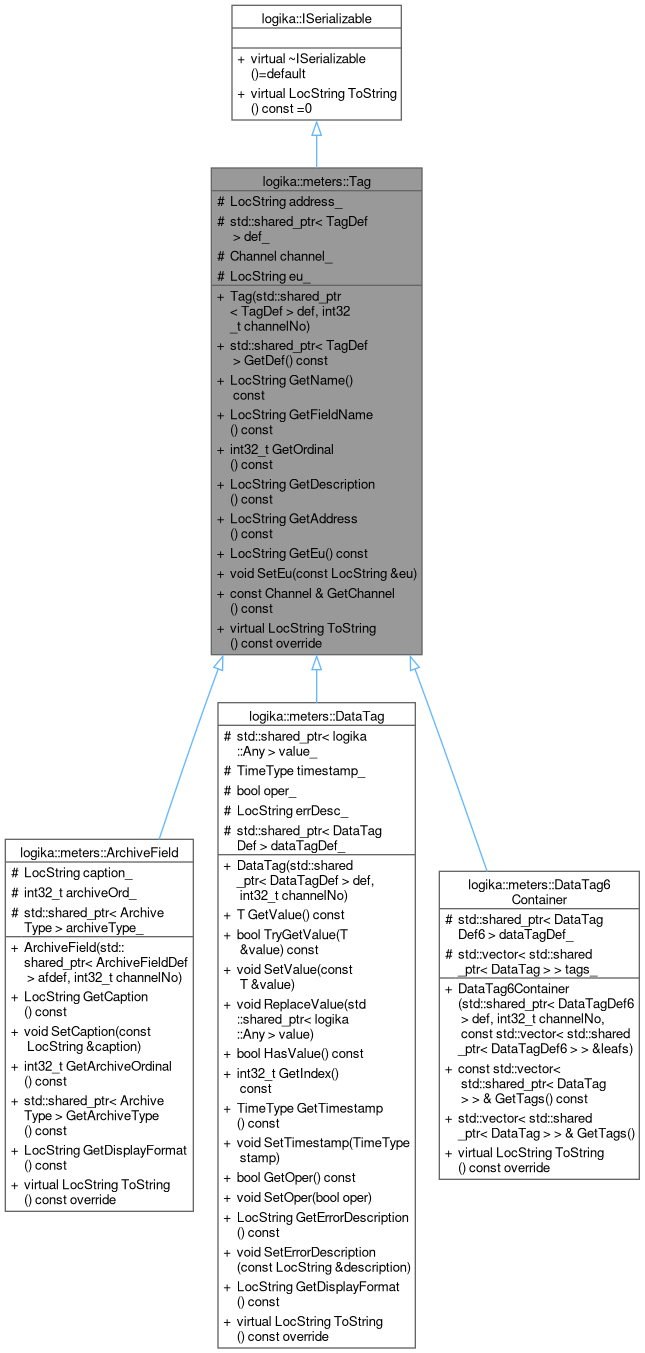 logika::ISerializable
+ virtual ~ISerializable
()=default
+ virtual LocString ToString
() const =0
logika::meters::Tag
# LocString address_
# std::shared_ptr< TagDef
> def_
# Channel channel_
# LocString eu_
+ Tag(std::shared_ptr
< TagDef > def, int32
_t channelNo)
+ std::shared_ptr< TagDef
> GetDef() const
+ LocString GetName()
const
+ LocString GetFieldName
() const
+ int32_t GetOrdinal
() const
+ LocString GetDescription
() const
+ LocString GetAddress
() const
+ LocString GetEu() const
+ void SetEu(const LocString &eu)
+ const Channel & GetChannel
() const
+ virtual LocString ToString
() const override
logika::meters::ArchiveField
# LocString caption_
# int32_t archiveOrd_
# std::shared_ptr< Archive
Type > archiveType_
+ ArchiveField(std::
shared_ptr< ArchiveFieldDef
> afdef, int32_t channelNo)
+ LocString GetCaption
() const
+ void SetCaption(const
LocString &caption)
+ int32_t GetArchiveOrdinal
() const
+ std::shared_ptr< Archive
Type > GetArchiveType
() const
+ LocString GetDisplayFormat
() const
+ virtual LocString ToString
() const override
logika::meters::DataTag
# std::shared_ptr< logika
::Any > value_
# TimeType timestamp_
# bool oper_
# LocString errDesc_
# std::shared_ptr< DataTag
Def > dataTagDef_
+ DataTag(std::shared
_ptr< DataTagDef > def,
int32_t channelNo)
+ T GetValue() const
+ bool TryGetValue(T
&value) const
+ void SetValue(const
T &value)
+ void ReplaceValue(std
::shared_ptr< logika
::Any > value)
+ bool HasValue() const
+ int32_t GetIndex()
const
+ TimeType GetTimestamp
() const
+ void SetTimestamp(TimeType
stamp)
+ bool GetOper() const
+ void SetOper(bool oper)
+ LocString GetErrorDescription
() const
+ void SetErrorDescription
(const LocString &description)
+ LocString GetDisplayFormat
() const
+ virtual LocString ToString
() const override
logika::meters::DataTag6
Container
# std::shared_ptr< DataTag
Def6 > dataTagDef_
# std::vector< std::shared
_ptr< DataTag > > tags_
+ DataTag6Container
(std::shared_ptr< DataTagDef6
> def, int32_t channelNo,
const std::vector< std::shared
_ptr< DataTagDef6 > > &leafs)
+ const std::vector<
std::shared_ptr< DataTag
> > & GetTags() const
+ std::vector< std::shared
_ptr< DataTag > > & GetTags()
+ virtual LocString ToString
() const override